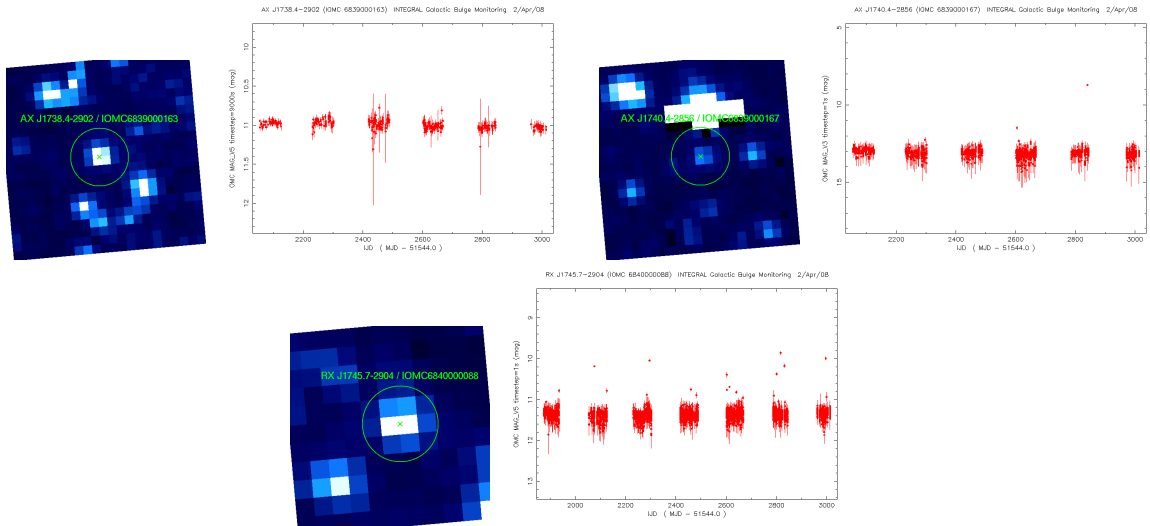 AX J1738.4-2902 (IOMC 6839000163) INTEGRAL Galactic Bulge Monitoring 2/Apr/08
AX J1738.4-2902 / IOMC6839000163
OMC MAG_V5 timestep=9000s (mag)
10
10.5
11
11.5
12
2200 2400 2600 2800 3000
IJD ( MJD - 51544.0 )
AX J1740.4-2856 (IOMC 6839000167) INTEGRAL Galactic Bulge Monitoring 2/Apr/08
AX J1740.4-2856 / IOMC6839000167
OMC MAG_V3 timestep=1s (mag)
5
10
15
2200 2400 2600 2800 3000
IJD ( MJD - 51544.0 )
RX J1745.7-2904 (IOMC 6840000088) INTEGRAL Galactic Bulge Monitoring 2/Apr/08
RX J1745.7-2904 / IOMC6840000088
OMC MAG_V5 timestep=1s (mag)
9
10
11
12
13
2000 2200 2400 2600 2800 3000
IJD ( MJD - 51544.0 )